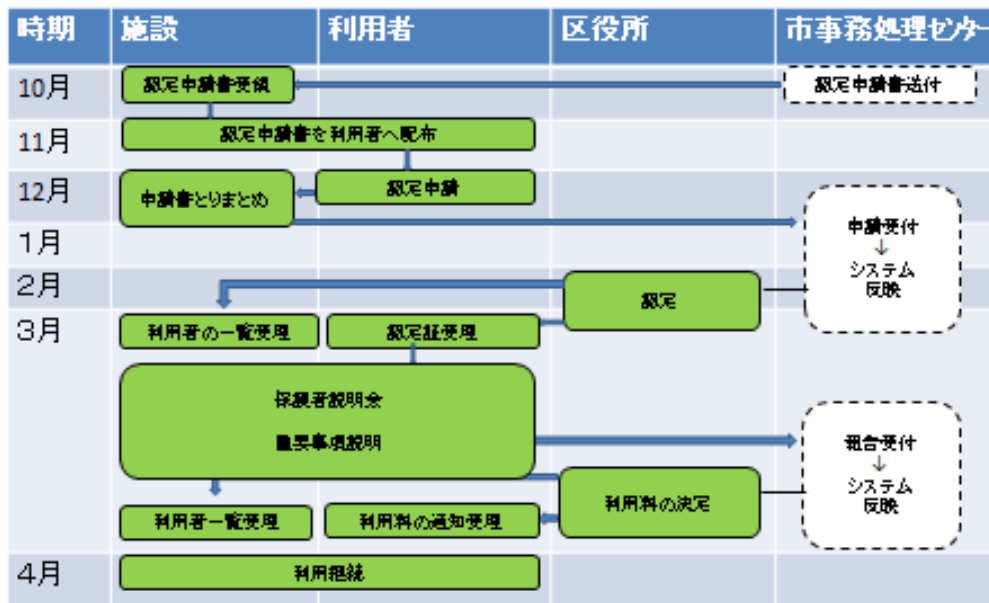 時期 施設 利用者 区役所 市事務処理センター
10月 認定申請書受領 認定申請書送付
11月 認定申請書を利用者へ配布
12月 申請書とりまとめ 認定申請
申請受付
↓
システム
反映
1月
2月 認定
3月 利用者の一覧受理 認定証受理
保護者説明会
重要事項説明
報告受付
↓
システム
反映
利用料の決定
利用者一覧受理 利用料の通知受理
4月 利用継続